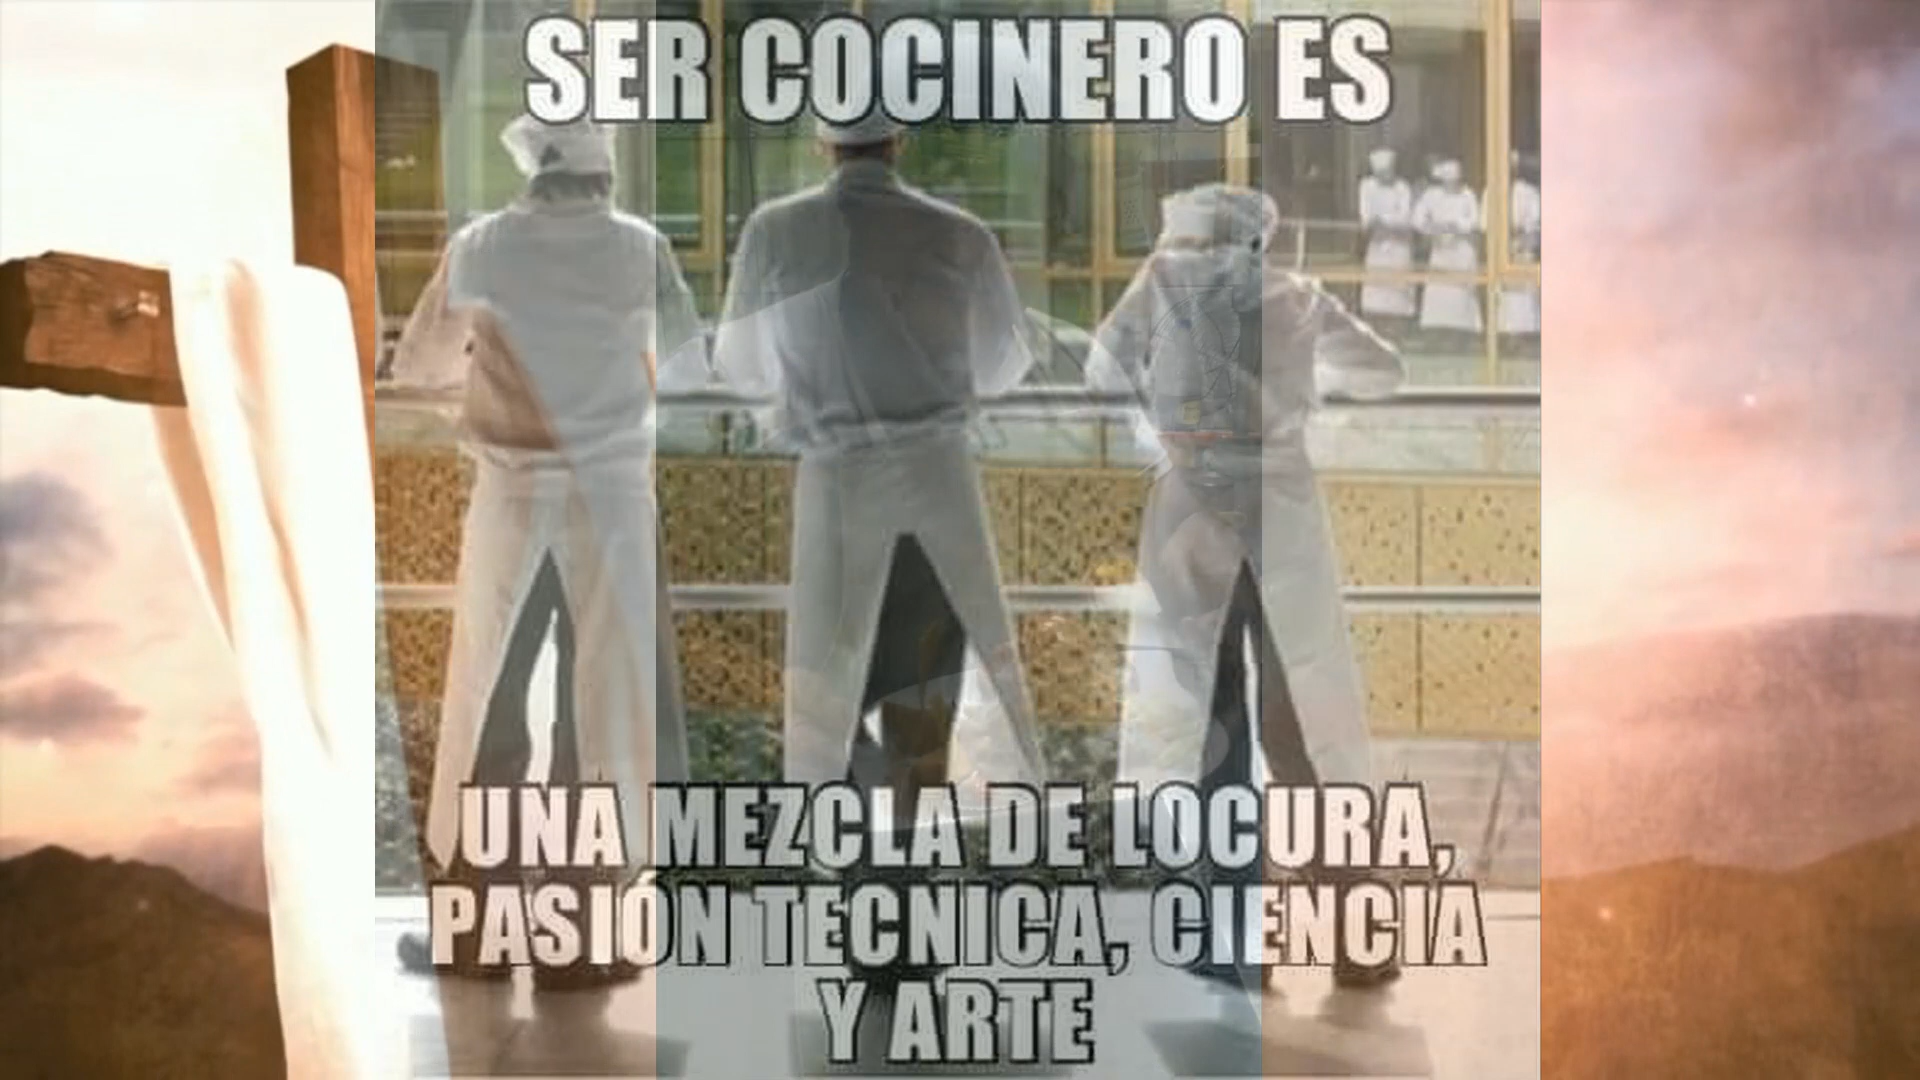 SER COCINERO ES
UNA MEZCLA DE LOCURA,
PASIÓN TECNICA, CIENCIA
Y ARTE